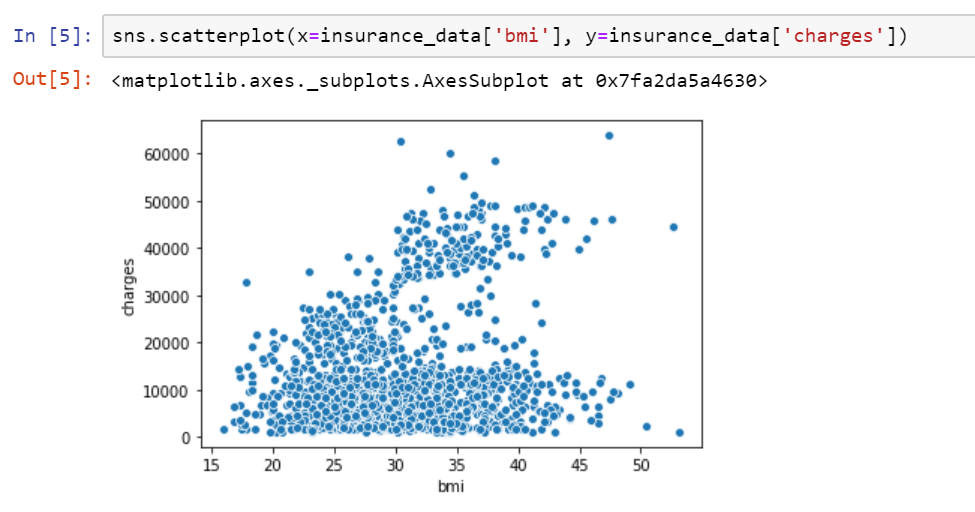 In [5]: sns.scatterplot(x=insurance_data['bmi'], y=insurance_data['charges'])
Out[5]: <matplotlib.axes._subplots.AxesSubplot at 0x7fa2da5a4630>
60000
50000
40000
30000
20000
10000
0
charges
15 20 25 30 35 40 45 50
bmi